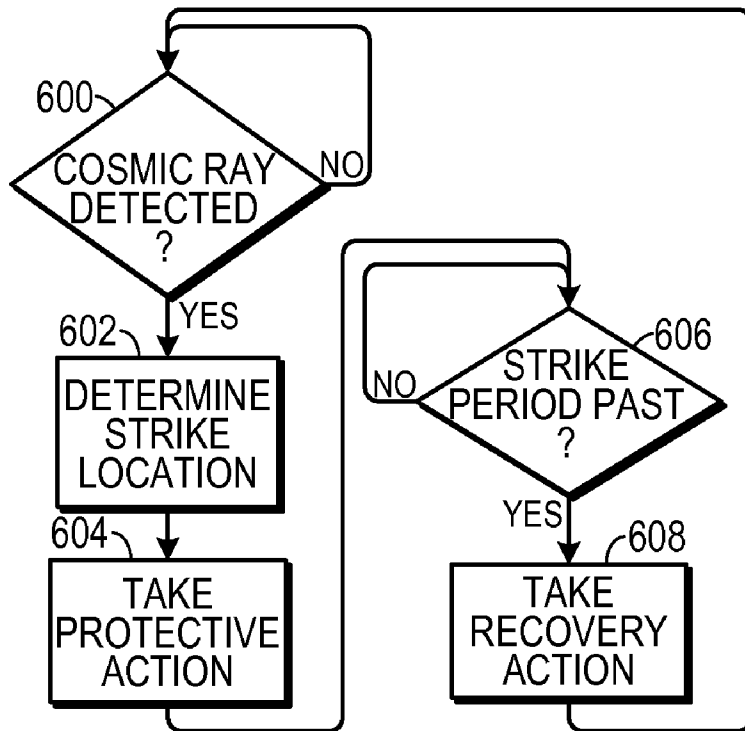 600
COSMIC RAY
DETECTED
?
NO
YES
602
DETERMINE
STRIKE
LOCATION
604
TAKE
PROTECTIVE
ACTION
606
STRIKE
PERIOD PAST
?
NO
YES
608
TAKE
RECOVERY
ACTION